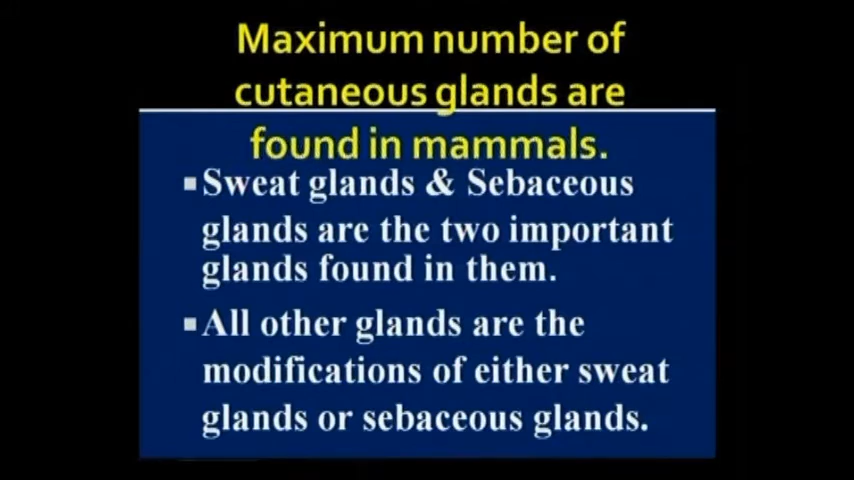 Maximum number of
cutaneous glands are
found in mammals.
▪Sweat glands & Sebaceous
glands are the two important
glands found in them.
▪All other glands are the
modifications of either sweat
glands or sebaceous glands.